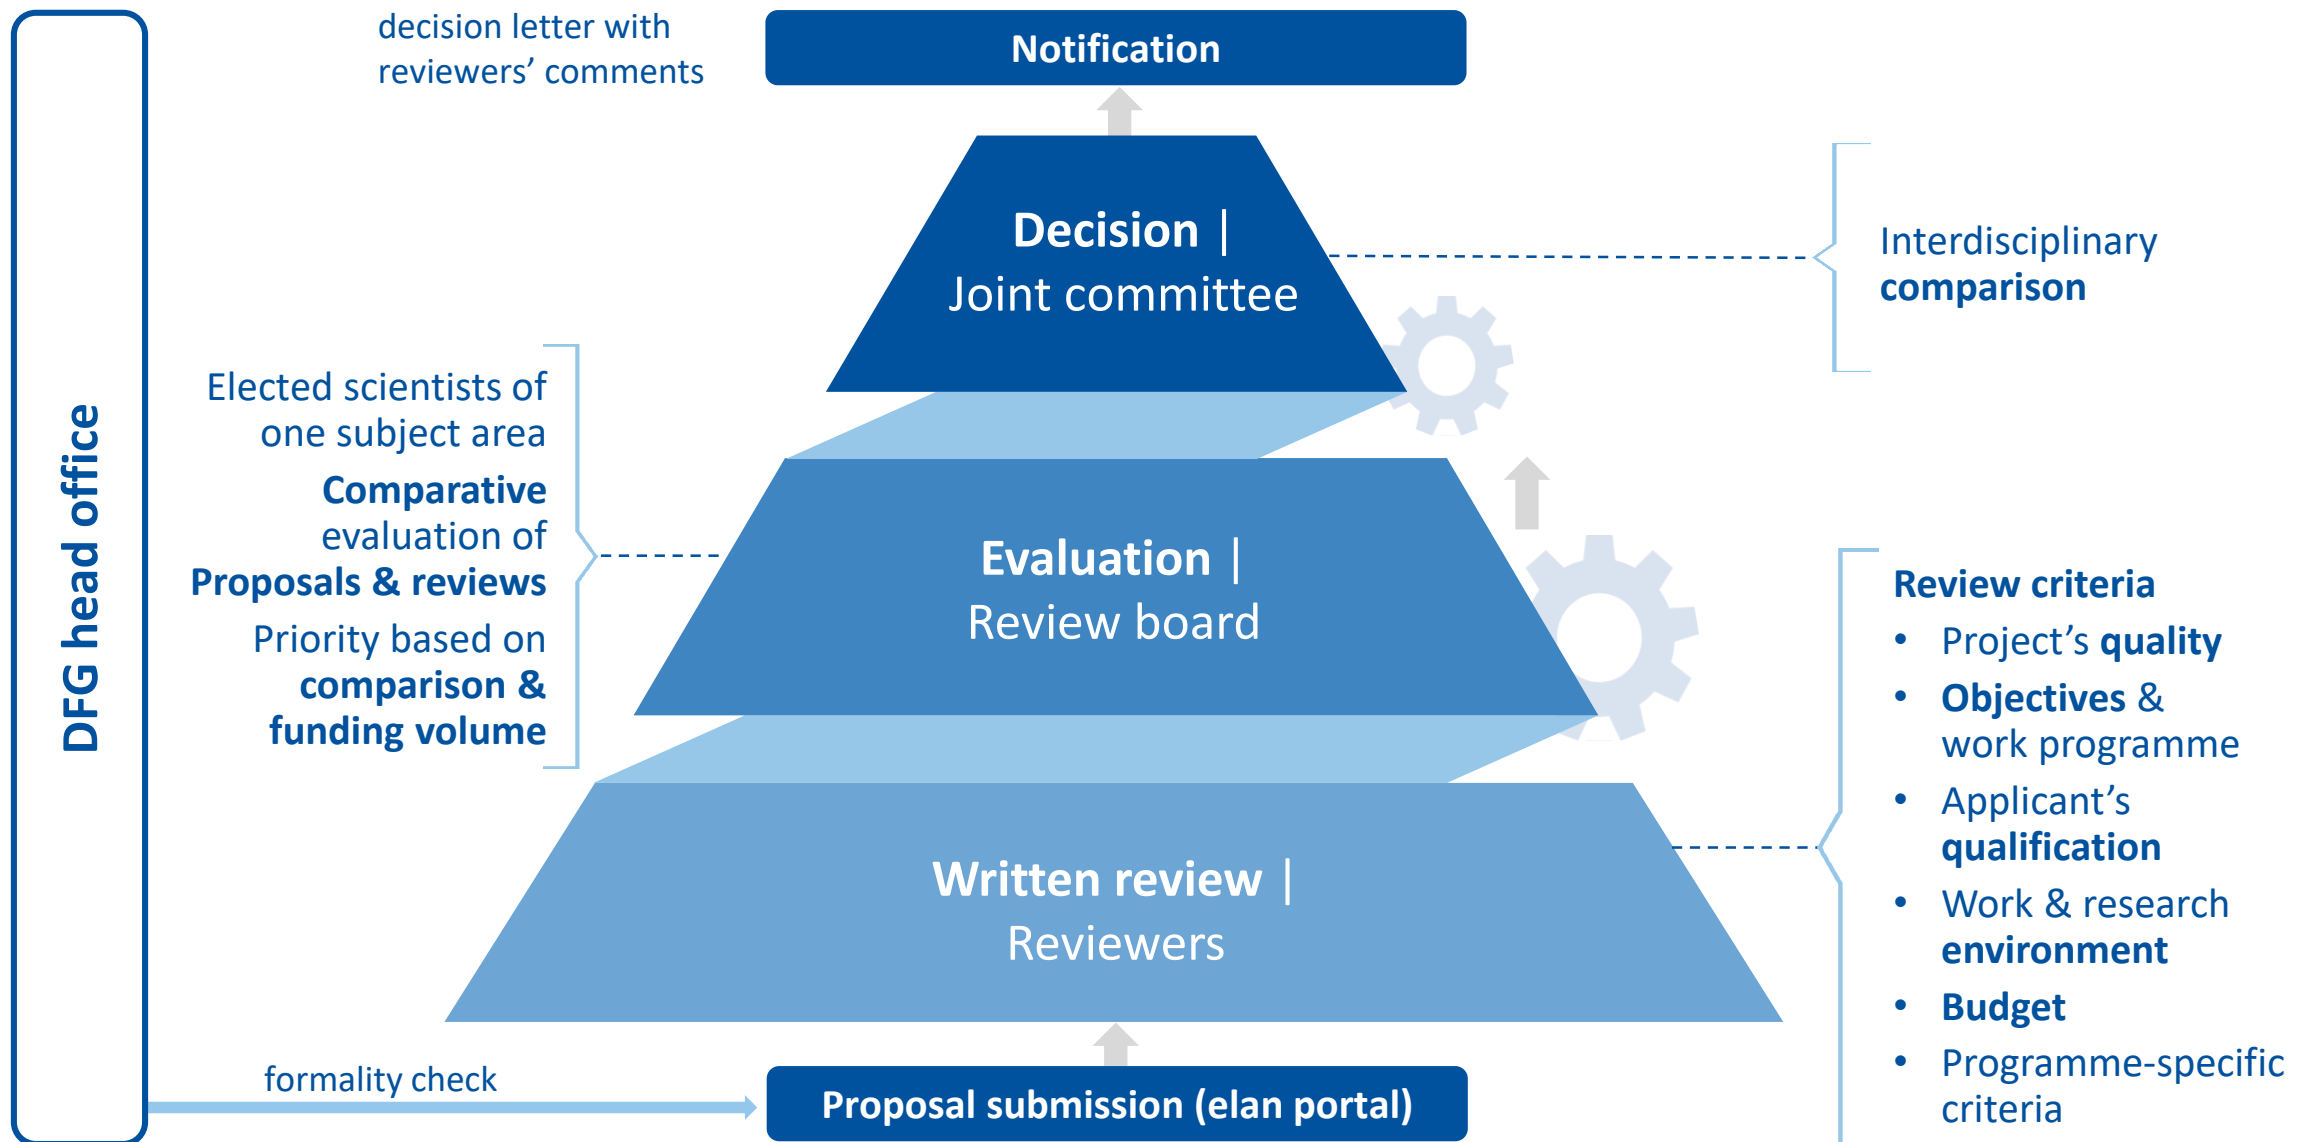 DFG head office
decision letter with
reviewers’ comments
Notification
Decision |
Joint committee
Interdisciplinary
comparison
Elected scientists of
one subject area
Comparative
evaluation of
Proposals & reviews
Priority based on
comparison &
funding volume
Evaluation |
Review board
Written review |
Reviewers
Review criteria
• Project’s quality
• Objectives &
work programme
• Applicant’s
qualification
• Work & research
environment
• Budget
• Programme-specific
criteria
formality check
Proposal submission (elan portal)